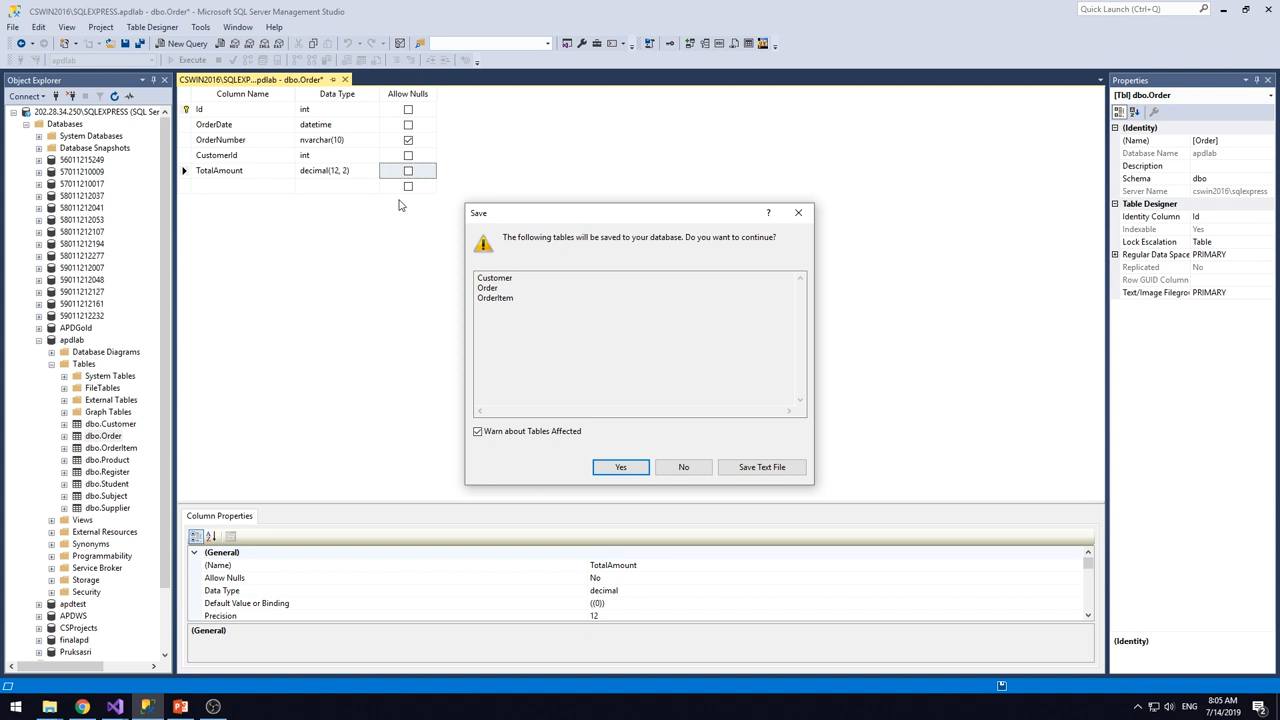 CSWIN2016\SQLEXPRESS.apdlab - dbo.Order* - Microsoft SQL Server Management Studio
Quick Launch (Ctrl+Q)
File Edit View Project Table Designer Tools Window Help
New Query
apdlab Execute
Object Explorer
CSWIN2016\SQLEXP...pdlab - dbo.Order*
Properties
Connect
202.28.34.250\SQLEXPRESS (SQL Ser
Databases
System Databases
Database Snapshots
56011215249
57011210009
57011210017
58011212037
58011212041
58011212053
58011212107
58011212194
58011212277
59011212007
59011212048
59011212127
59011212161
59011212232
APDGold
apdlab
Database Diagrams
Tables
System Tables
FileTables
External Tables
Graph Tables
dbo.Customer
dbo.Order
dbo.OrderItem
dbo.Product
dbo.Register
dbo.Student
dbo.Subject
dbo.Supplier
Views
External Resources
Synonyms
Programmability
Service Broker
Storage
Security
apdtest
APDWS
CSProjects
finalapd
Pruksasri
Column Name Data Type Allow Nulls
Id int
OrderDate datetime
OrderNumber nvarchar(10)
CustomerId int
TotalAmount decimal(12, 2)
Save ?
The following tables will be saved to your database. Do you want to continue?
Customer
Order
OrderItem
Warn about Tables Affected
Yes No Save Text File
Column Properties
(General)
(Name) TotalAmount
Allow Nulls No
Data Type decimal
Default Value or Binding ((0))
Precision 12
(General)
[Tbl] dbo.Order
(Identity)
(Name) [Order]
Database Name apdlab
Description
Schema dbo
Server Name cswin2016\sqlexpress
Table Designer
Identity Column Id
Indexable Yes
Lock Escalation Table
Regular Data Space PRIMARY
Replicated No
Row GUID Column
Text/Image Filegro PRIMARY
(Identity)
ENG
8:05 AM
7/14/2019
2